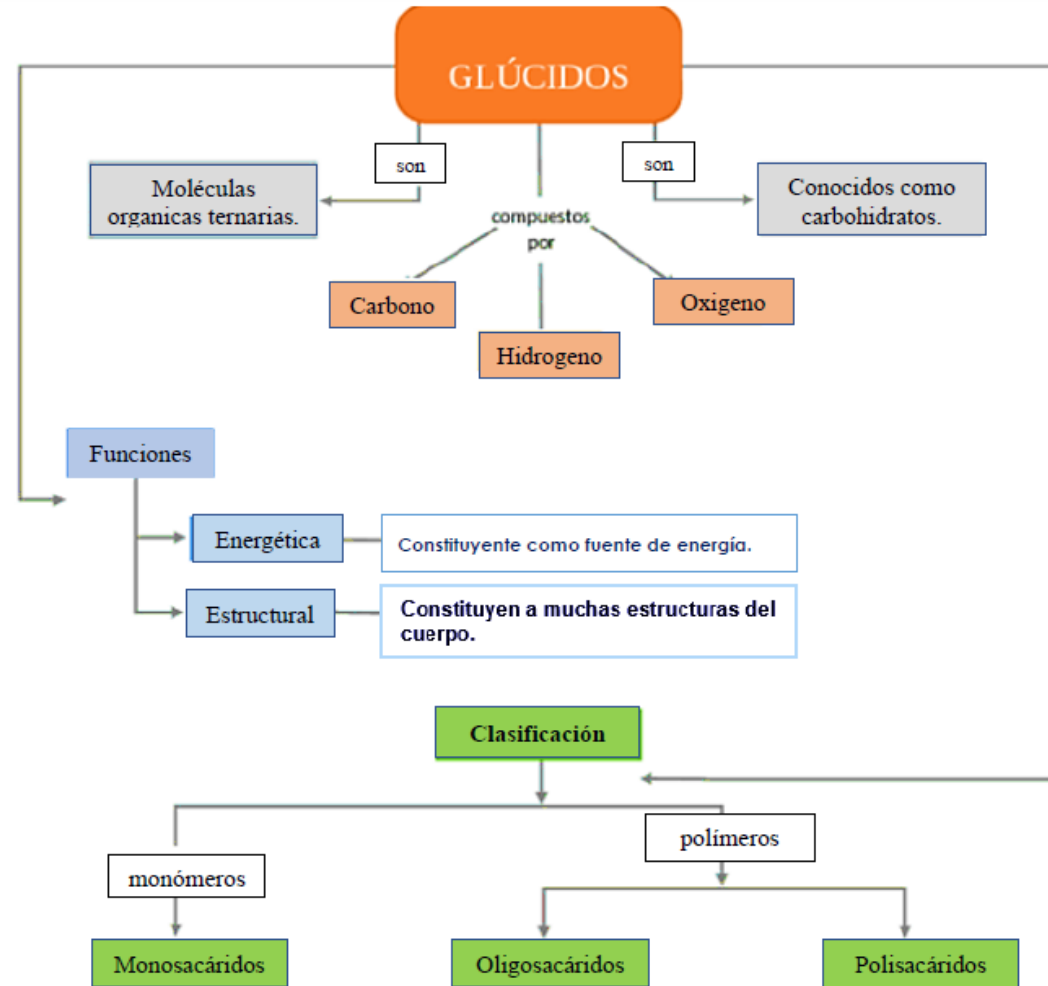 GLÚCIDOS
son
son
Moléculas
organicas ternarias.
Conocidos como
carbohidratos.
compuestos
por
Carbono
Oxigeno
Hidrogeno
Funciones
Energética
Constituyente como fuente de energía.
Estructural
Constituyen a muchas estructuras del
cuerpo.
Clasificación
polímeros
monómeros
Monosacáridos
Oligosacáridos
Polisacáridos